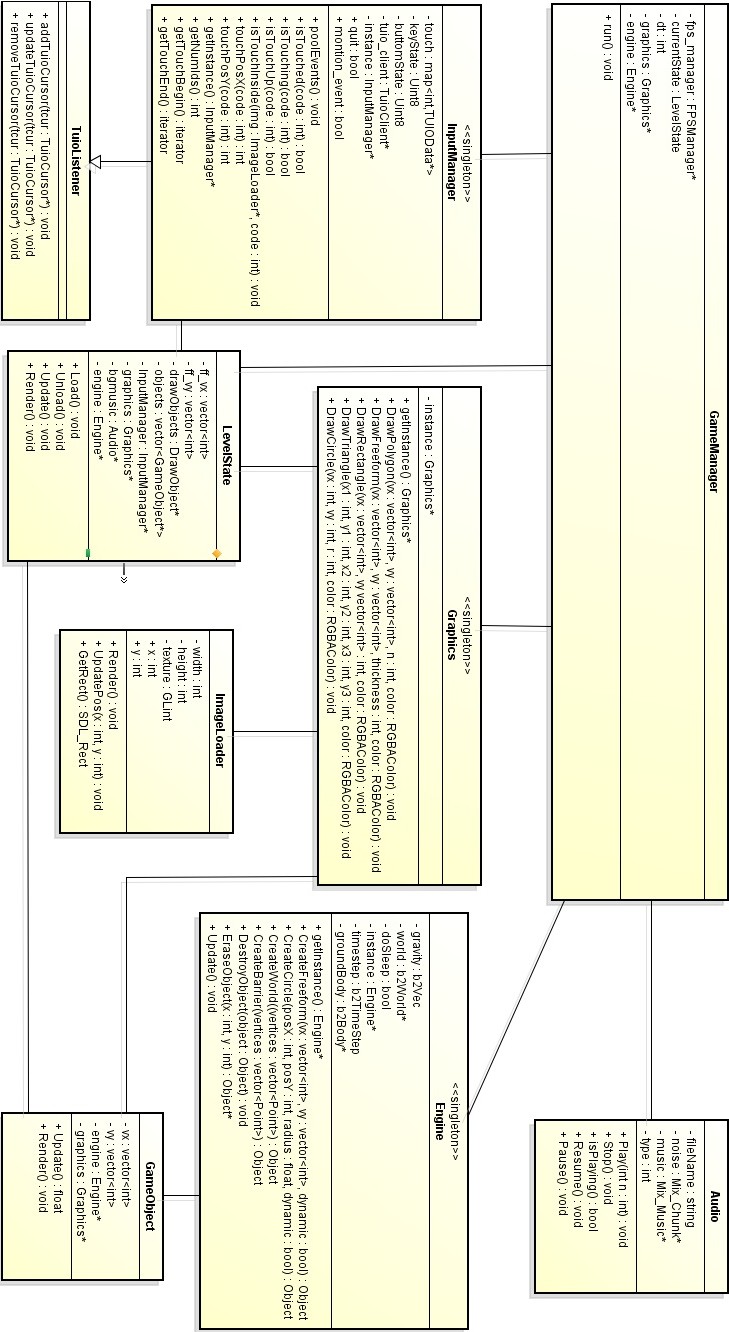 GameManager
- fps_manager : FPSManager*
- currentState : LevelState
- dt : int
- graphics : Graphics*
- engine : Engine*
+ run() : void
<<singleton>>
InputManager
- touch : map<int,TUIOData*>
- keyState : Uint8
- buttomState : Uint8
- tuio_client : TuioClient*
- instance : InputManager*
+ quit : bool
+ montion_event : bool
+ poolEvents() : void
+ isTouched(code : int) : bool
+ isTouching(code : int) : bool
+ isTouchUp(code : int) : bool
+ isTouchInside(img : ImageLoader*, code : int) : void
+ touchPosX(code : int) : int
+ touchPosY(code : int) : int
+ getInstance() : InputManager*
+ getNumIds() : int
+ getTouchBegin() : iterator
+ getTouchEnd() : iterator
TuioListener
+ addTuioCursor(tcur : TuioCursor*) : void
+ updateTuioCursor(tcur : TuioCursor*) : void
+ removeTuioCursor(tcur : TuioCursor*) : void
<<singleton>>
Graphics
- instance : Graphics*
+ getInstance() : Graphics*
+ DrawPolygon(vx : vector<int>, vy : vector<int>, n : int, color : RGBAColor) : void
+ DrawFreeform(vx : vector<int>, vy : vector<int>, thickness : int, color : RGBAColor) : void
+ DrawRectangle(vx : vector<int>, vy vector<int> : int, color : RGBAColor) : void
+ DrawTriangle(x1 : int, y1 : int, x2 : int, y2 : int, x3 : int, y3 : int, color : RGBAColor) : void
+ DrawCircle(vx : int, vy : int, r : int, color : RGBAColor) : void
LevelState
- ff_vx : vector<int>
- ff_vy : vector<int>
- drawObjects : DrawObject*
- objects : vector<GameObject*>
- InputManager : InputManager*
- graphics : Graphics*
- bgmusic : Audio*
- engine : Engine*
+ Load() : void
+ Unload() : void
+ Update() : void
+ Render() : void
>>
ImageLoader
- width : int
- height : int
- texture : GLint
+ x : int
+ y : int
+ Render() : void
+ UpdatePos(x : int, y : int) : void
+ GetRect() : SDL_Rect
<<singleton>>
Engine
- gravity : b2Vec
- world : b2World*
- doSleep : bool
- instance : Engine*
- timestep : b2TimeStep
- groundBody : b2Body*
+ getInstance() : Engine*
+ CreateFreeform(vx : vector<int>, vy : vector<int>, dynamic : bool) : Object
+ CreateCircle(posX : int, posY : int, radius : float, dynamic : bool) : Object
+ CreateWorld((vertices : vector<Point>) : Object
+ CreateBarrier(vertices : vector<Point>) : Object
+ DestroyObject(object : Object) : void
+ EraseObject(x : int, y : int) : Object*
+ Update() : void
Audio
- fileName : string
- noise : Mix_Chunk*
- music : Mix_Music*
- type : int
+ Play(int n : int) : void
+ Stop() : void
+ isPlaying() : bool
+ Resume() : void
+ Pause() : void
GameObject
- vx : vector<int>
- vy : vector<int>
- engine : Engine*
- graphics : Graphics*
+ Update() : float
+ Render() : void